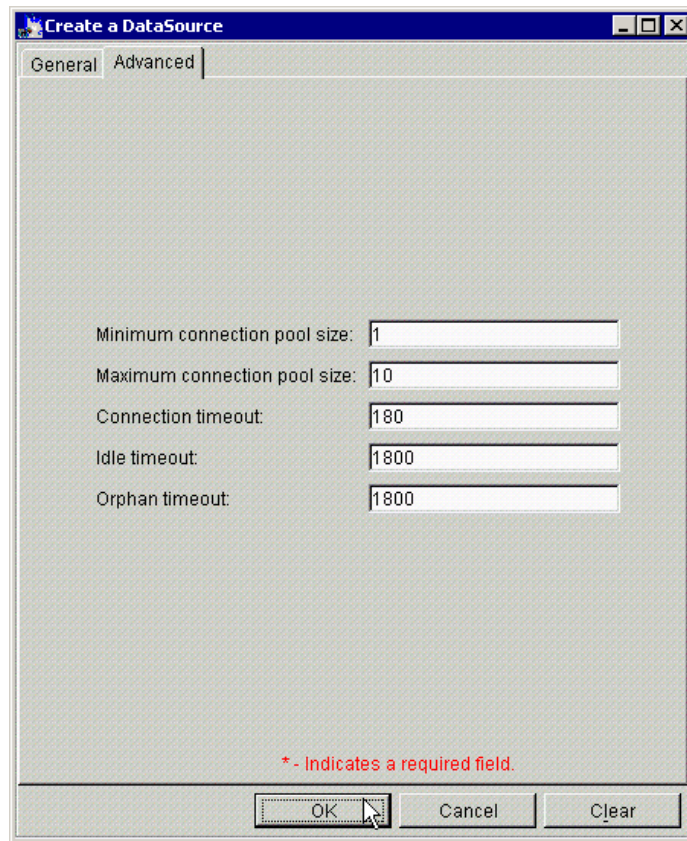 Create a DataSource
General Advanced
Minimum connection pool size: 1
Maximum connection pool size: 10
Connection timeout: 180
Idle timeout: 1800
Orphan timeout: 1800
* - Indicates a required field.
OK Cancel Clear